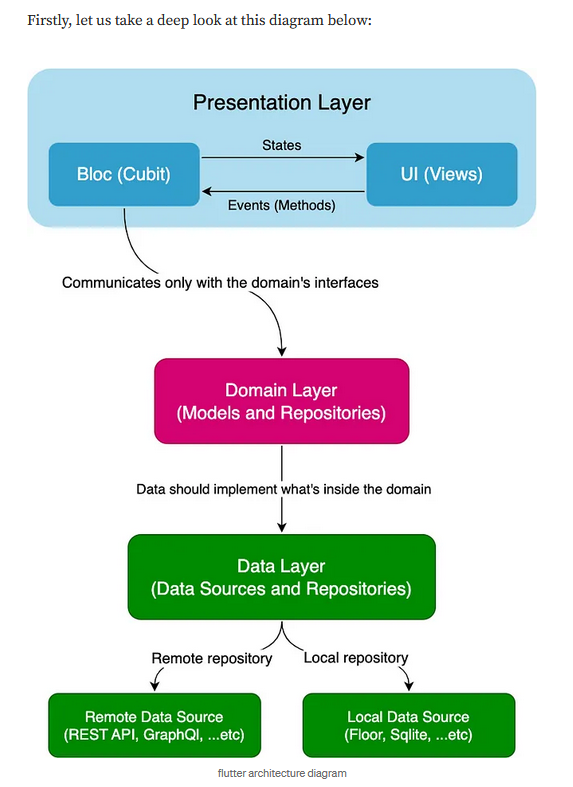 Firstly, let us take a deep look at this diagram below:
Presentation Layer
States
Bloc (Cubit)
UI (Views)
Events (Methods)
Communicates only with the domain's interfaces
Domain Layer
(Models and Repositories)
Data should implement what's inside the domain
Data Layer
(Data Sources and Repositories)
Remote repository
Local repository
Remote Data Source
(REST API, GraphQl, ...etc)
Local Data Source
(Floor, Sqlite, ...etc)
flutter architecture diagram